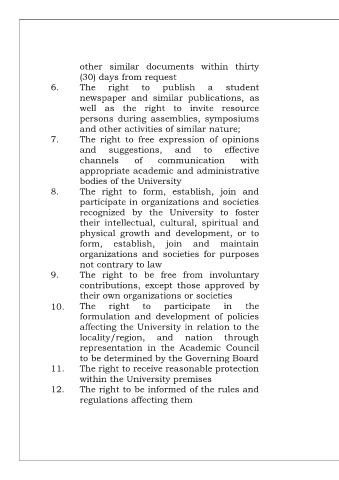 other similar documents within thirty
(30) days from request
6. The right to publish a student
newspaper and similar publications, as
well as the right to invite resource
persons during assemblies, symposiums
and other activities of similar nature;
7. The right to free expression of opinions
and suggestions, and to effective
channels of communication with
appropriate academic and administrative
bodies of the University
8. The right to form, establish, join and
participate in organizations and societies
recognized by the University to foster
their intellectual, cultural, spiritual and
physical growth and development, or to
form, establish, join and maintain
organizations and societies for purposes
not contrary to law
9. The right to be free from involuntary
contributions, except those approved by
their own organizations or societies
10. The right to participate in the
formulation and development of policies
affecting the University in relation to the
locality/region, and nation through
representation in the Academic Council
to be determined by the Governing Board
11. The right to receive reasonable protection
within the University premises
12. The right to be informed of the rules and
regulations affecting them